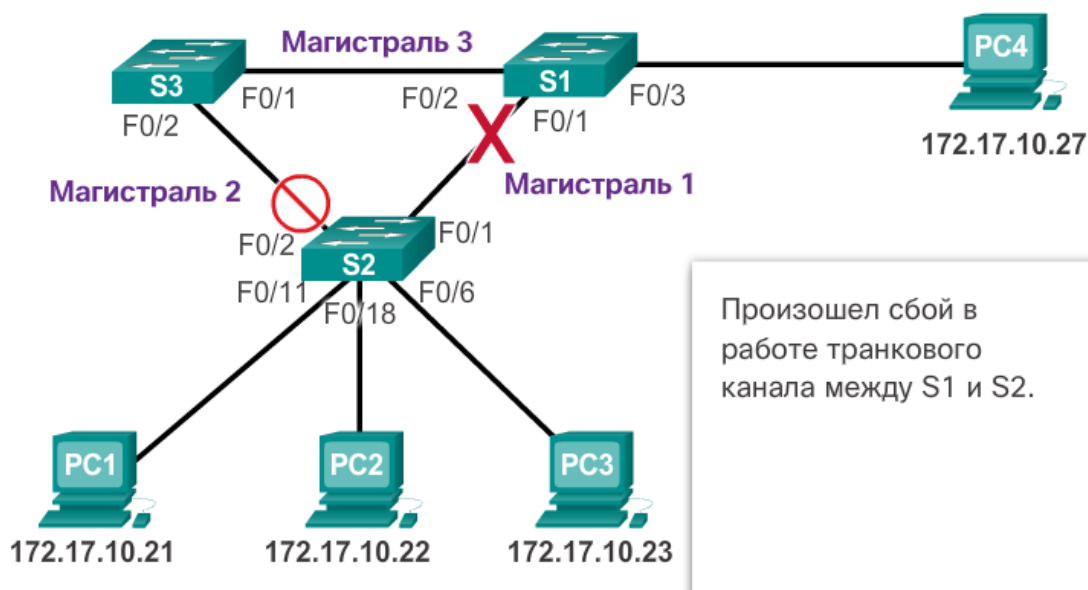 Магистраль 3
PC4
S3
S1
F0/1
F0/2
F0/3
F0/2
F0/1
172.17.10.27
Магистраль 2
Магистраль 1
F0/2
F0/1
S2
F0/11
F0/6
F0/18
Произошел сбой в
работе транкового
канала между S1 и S2.
PC1
PC2
PC3
172.17.10.21
172.17.10.22
172.17.10.23